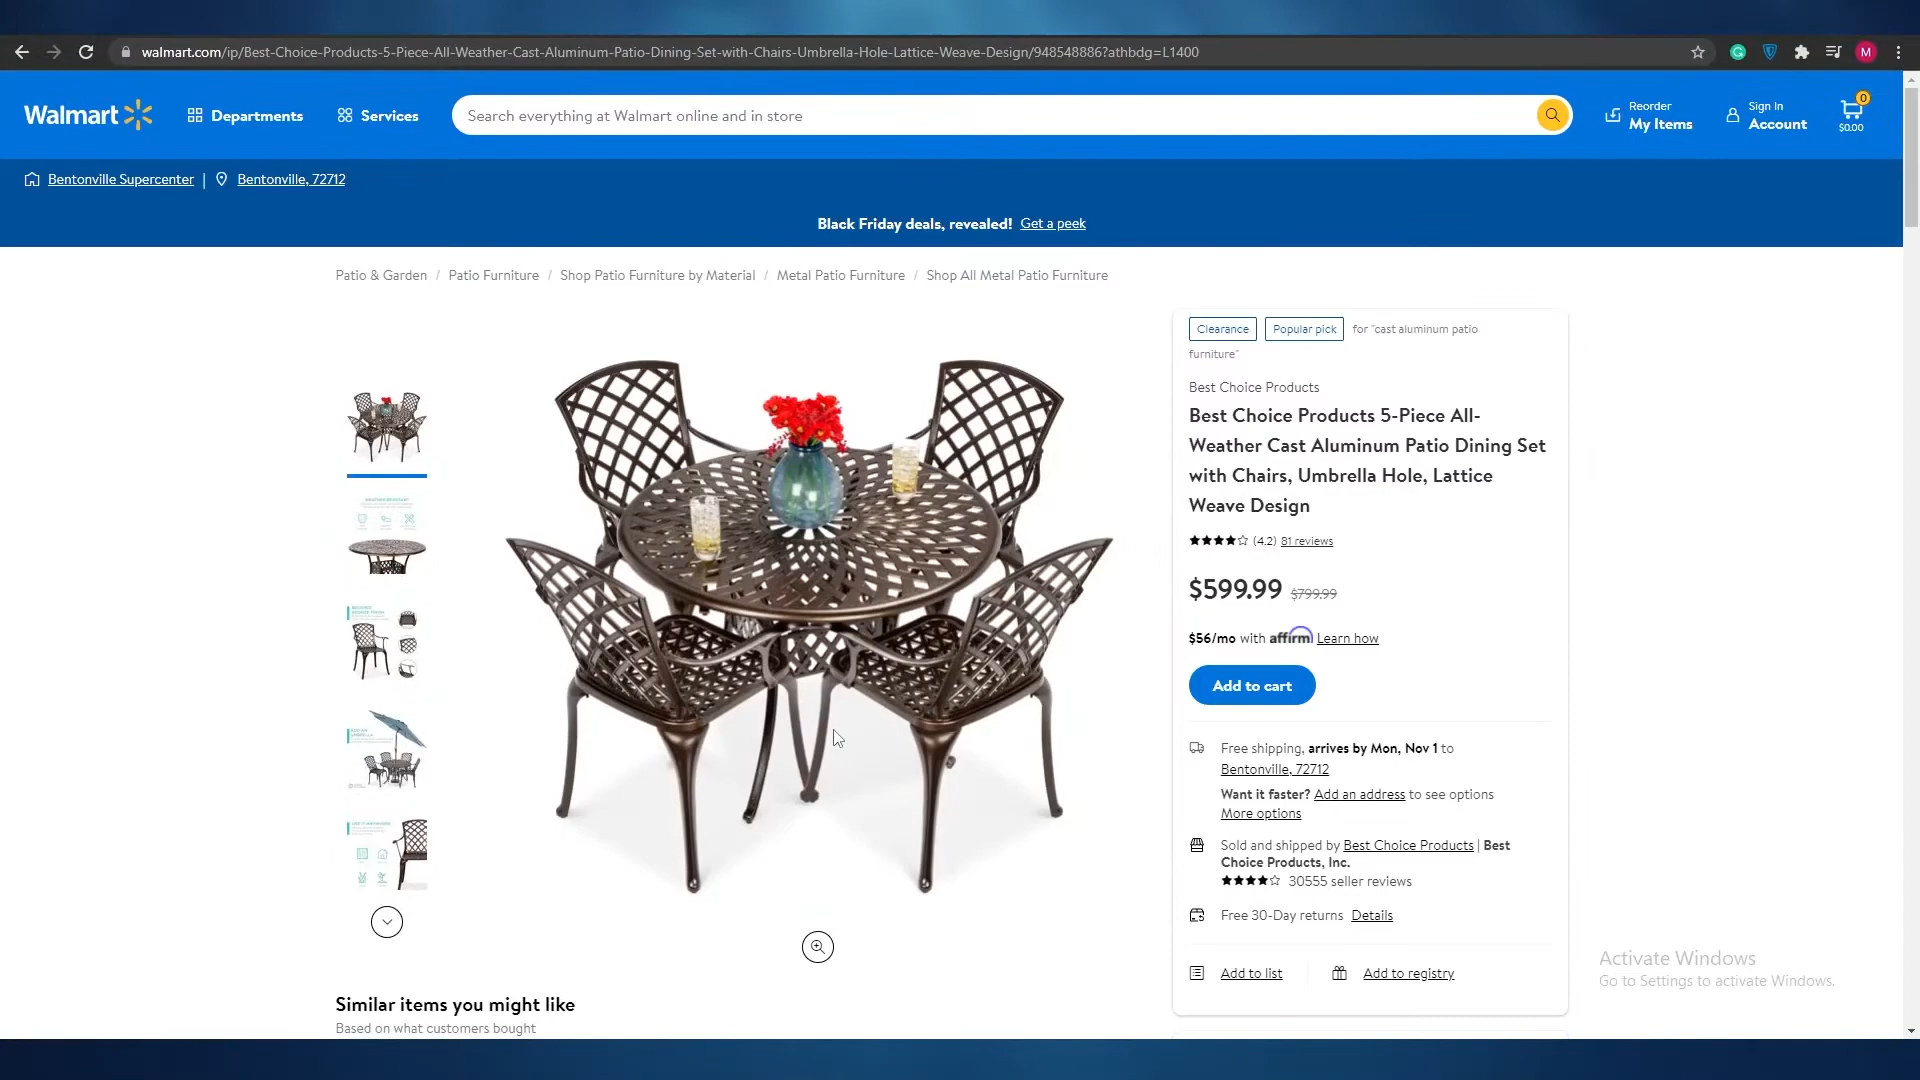 walmart.com/ip/Best-Choice-Products-5-Piece-All-Weather-Cast-Aluminum-Patio-Dining-Set-with-Chairs-Umbrella-Hole-Lattice-Weave-Design/948548886?athbdg=L1400
M
Walmart
Departments
Services
Search everything at Walmart online and in store
Reorder
My Items
Sign In
Account
0
$0.00
Bentonville Supercenter | Bentonville, 72712
Black Friday deals, revealed! Get a peek
Patio & Garden / Patio Furniture / Shop Patio Furniture by Material / Metal Patio Furniture / Shop All Metal Patio Furniture
Clearance Popular pick for "cast aluminum patio
furniture"
Best Choice Products
Best Choice Products 5-Piece All-
Weather Cast Aluminum Patio Dining Set
with Chairs, Umbrella Hole, Lattice
Weave Design
(4.2) 81 reviews
$599.99 $799.99
$56/mo with affirm Learn how
Add to cart
Free shipping, arrives by Mon, Nov 1 to
Bentonville, 72712
Want it faster? Add an address to see options
More options
Sold and shipped by Best Choice Products | Best
Choice Products, Inc.
30555 seller reviews
Free 30-Day returns Details
Add to list
Add to registry
Similar items you might like
Based on what customers bought
Activate Windows
Go to Settings to activate Windows.